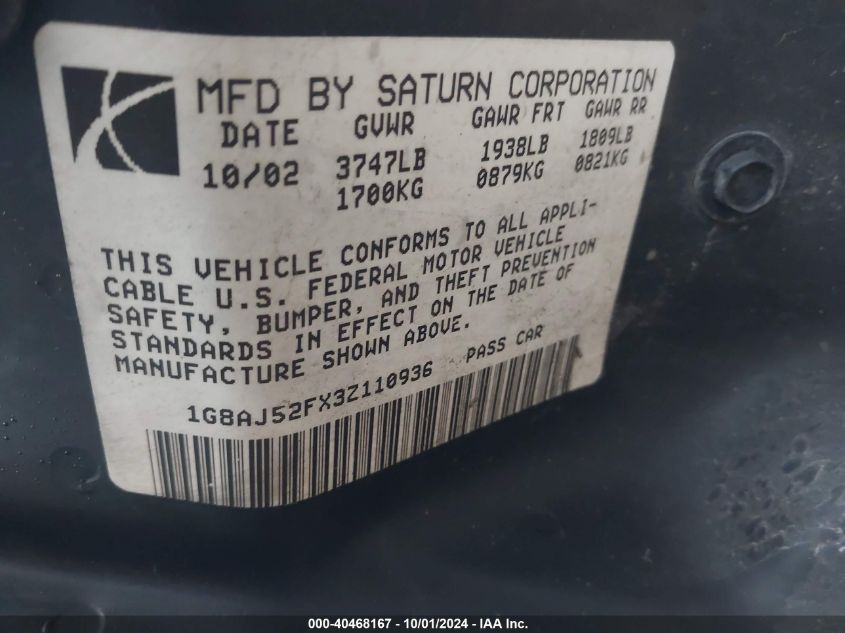 MFD BY SATURN CORPORATION
DATE GVWR GAWR FRT GAWR RR
10/02 3747LB 1938LB 1809LB
1700KG 0879KG 0821KG
THIS VEHICLE CONFORMS TO ALL APPLI-
CABLE U.S. FEDERAL MOTOR VEHICLE
SAFETY, BUMPER, AND THEFT PREVENTION
STANDARDS IN EFFECT ON THE DATE OF
MANUFACTURE SHOWN ABOVE.
1G8AJ52FX3Z110936 PASS CAR
000-40468167 - 10/01/2024 - IAA Inc.